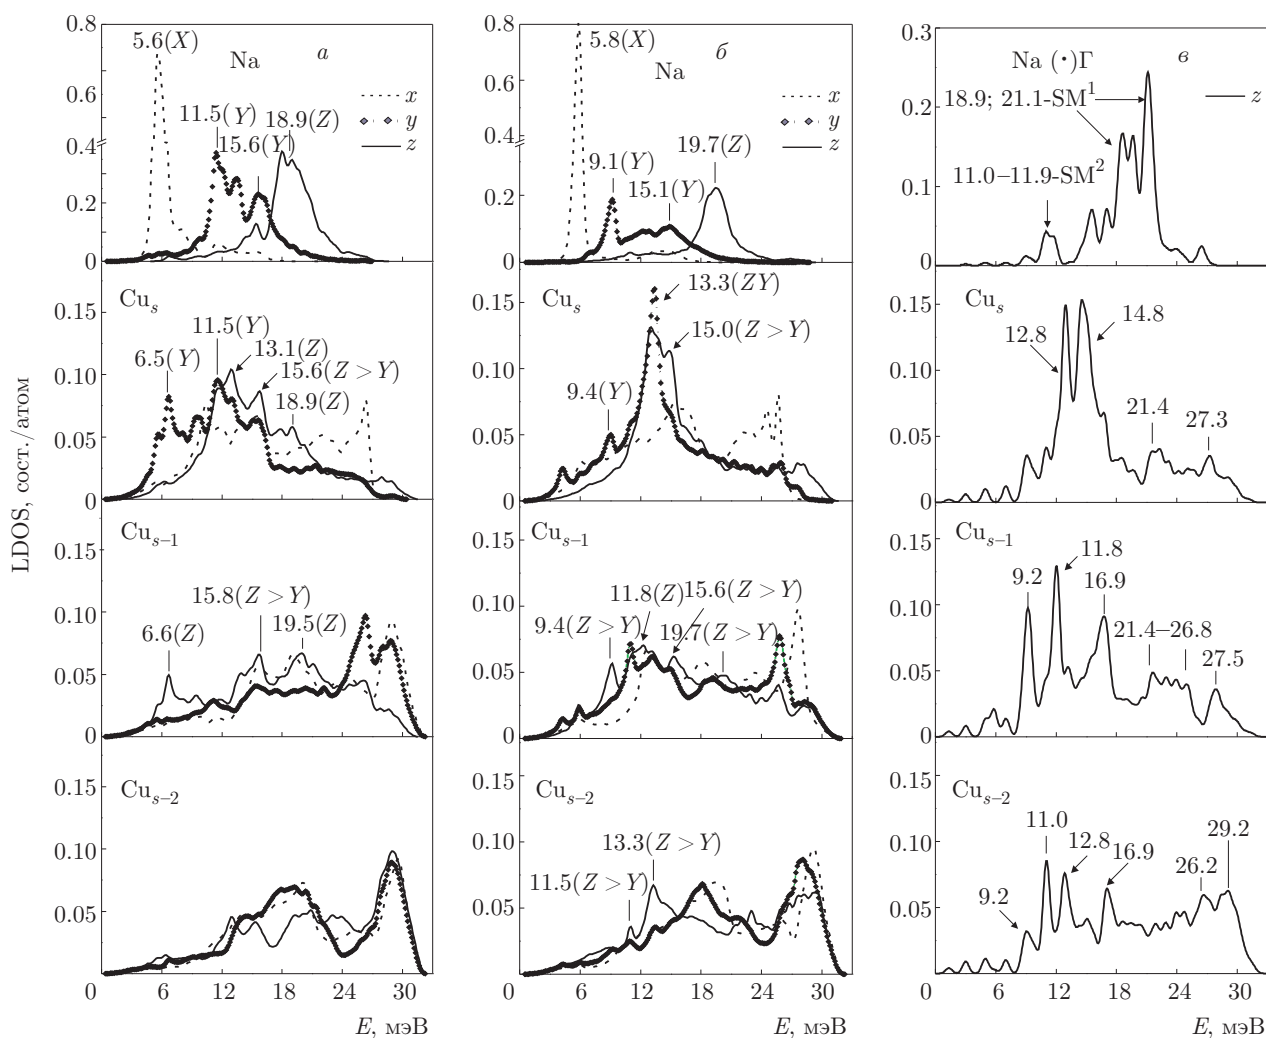 LDOS, сост./атом
0.8
0.6
0.4
0.2
0
5.6(X)
Na
а
x
y
z
11.5(Y)
18.9(Z)
15.6(Y)
0.8
0.6
0.4
0.2
0
5.8(X)
б
Na
x
y
z
19.7(Z)
9.1(Y)
15.1(Y)
0.3
0.2
0.1
0
Na (·)Γ
в
z
18.9; 21.1-SM1
11.0–11.9-SM2
0.15
0.10
0.05
0
Cus
11.5(Y)
13.1(Z)
6.5(Y)
15.6(Z > Y)
18.9(Z)
0.15
0.10
0.05
0
Cus
13.3(ZY)
15.0(Z > Y)
9.4(Y)
0.15
0.10
0.05
0
Cus
12.8
14.8
21.4
27.3
0.15
0.10
0.05
0
Cus–1
15.8(Z > Y)
6.6(Z)
19.5(Z)
0.15
0.10
0.05
0
Cus–1
11.8(Z)
15.6(Z > Y)
9.4(Z > Y)
19.7(Z > Y)
0.15
0.10
0.05
0
Cus–1
11.8
9.2
16.9
21.4–26.8
27.5
0.15
0.10
0.05
Cus–2
0.15
0.10
0.05
Cus–2
13.3(Z > Y)
11.5(Z > Y)
0.15
0.10
0.05
Cus–2
11.0
12.8
16.9
29.2
26.2
9.2
0 6 12 18 24 30
E, мэВ
0 6 12 18 24 30
E, мэВ
0 6 12 18 24 30
E, мэВ